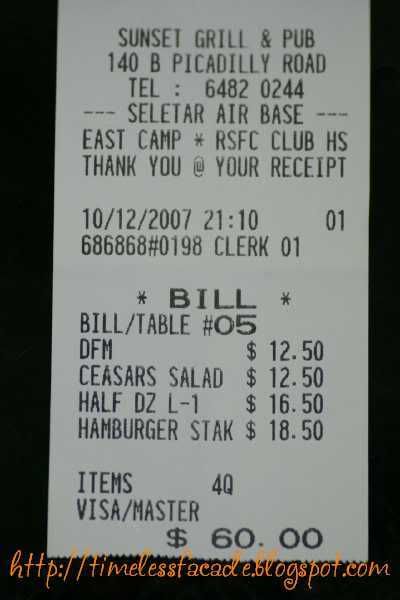 SUNSET GRILL & PUB
140 B PICADILLY ROAD
TEL : 6482 0244
--- SELETAR AIR BASE ---
EAST CAMP * RSFC CLUB HS
THANK YOU @ YOUR RECEIPT
10/12/2007 21:10 01
686868#0198 CLERK 01
* BILL *
BILL/TABLE #05
DFM $ 12.50
CEASARS SALAD $ 12.50
HALF DZ L-1 $ 16.50
HAMBURGER STAK $ 18.50
ITEMS 4Q
VISA/MASTER
$ 60.00
http://timelessfacade.blogspot.com